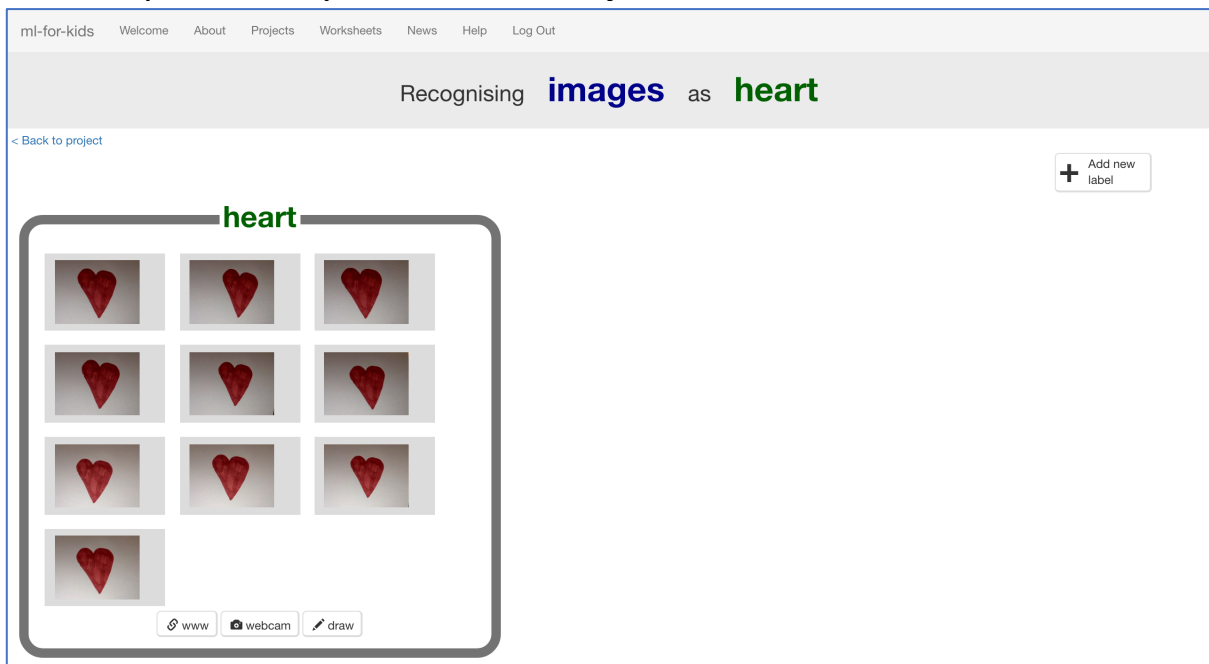 ml-for-kids Welcome About Projects Worksheets News Help Log Out
Recognising images as heart
< Back to project
Add new
label
heart
www webcam draw